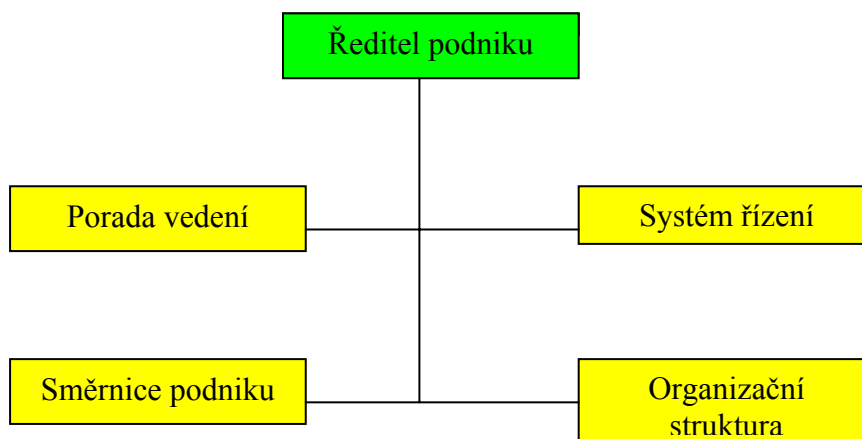 Ředitel podniku
Porada vedení
Systém řízení
Směrnice podniku
Organizační
struktura